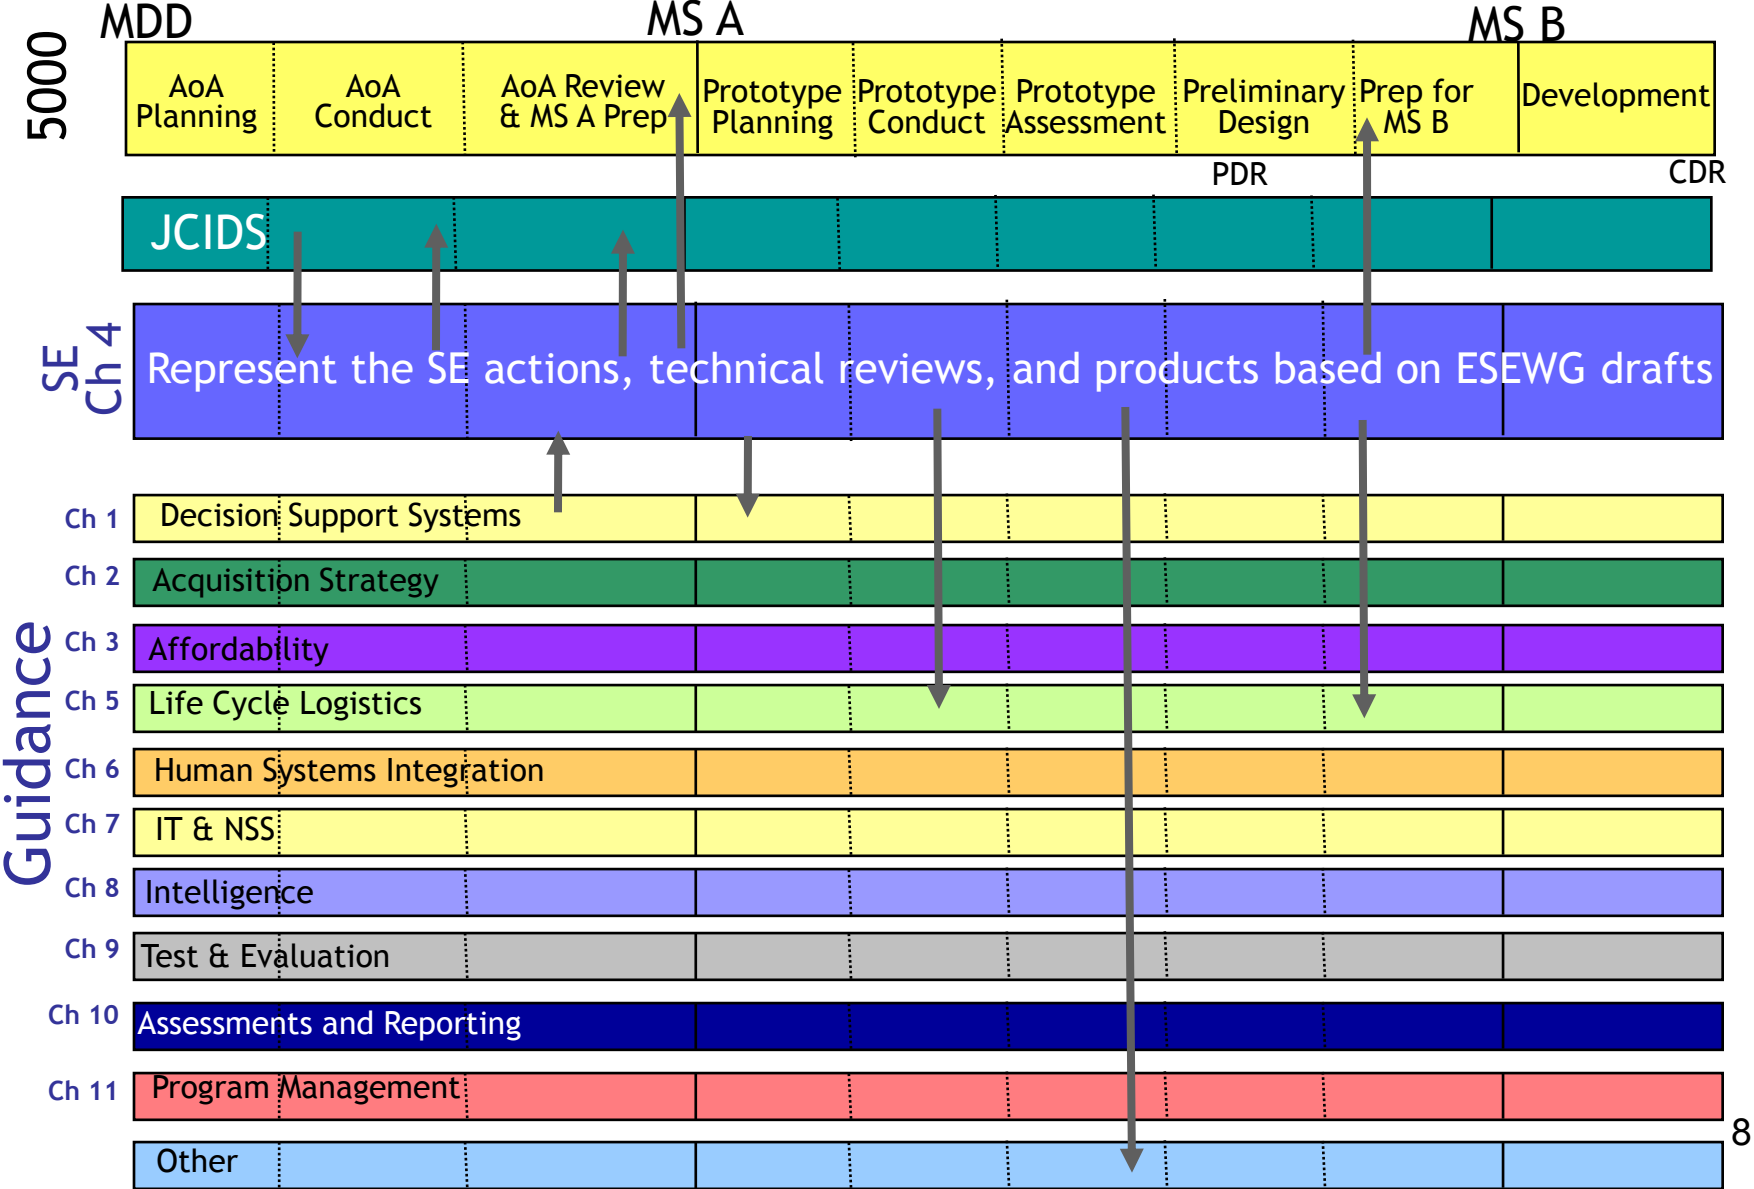 MDD
MS A
MS B
5000
AoA
Planning
AoA
Conduct
AoA Review
& MS A Prep
Prototype
Planning
Prototype
Conduct
Prototype
Assessment
Preliminary
Design
Prep for
MS B
Development
PDR
CDR
JCIDS
SE
Ch 4
Represent the SE actions, technical reviews, and products based on ESEWG drafts
Guidance
Ch 1
Decision Support Systems
Ch 2
Acquisition Strategy
Ch 3
Affordability
Ch 5
Life Cycle Logistics
Ch 6
Human Systems Integration
Ch 7
IT & NSS
Ch 8
Intelligence
Ch 9
Test & Evaluation
Ch 10
Assessments and Reporting
Ch 11
Program Management
Other
8